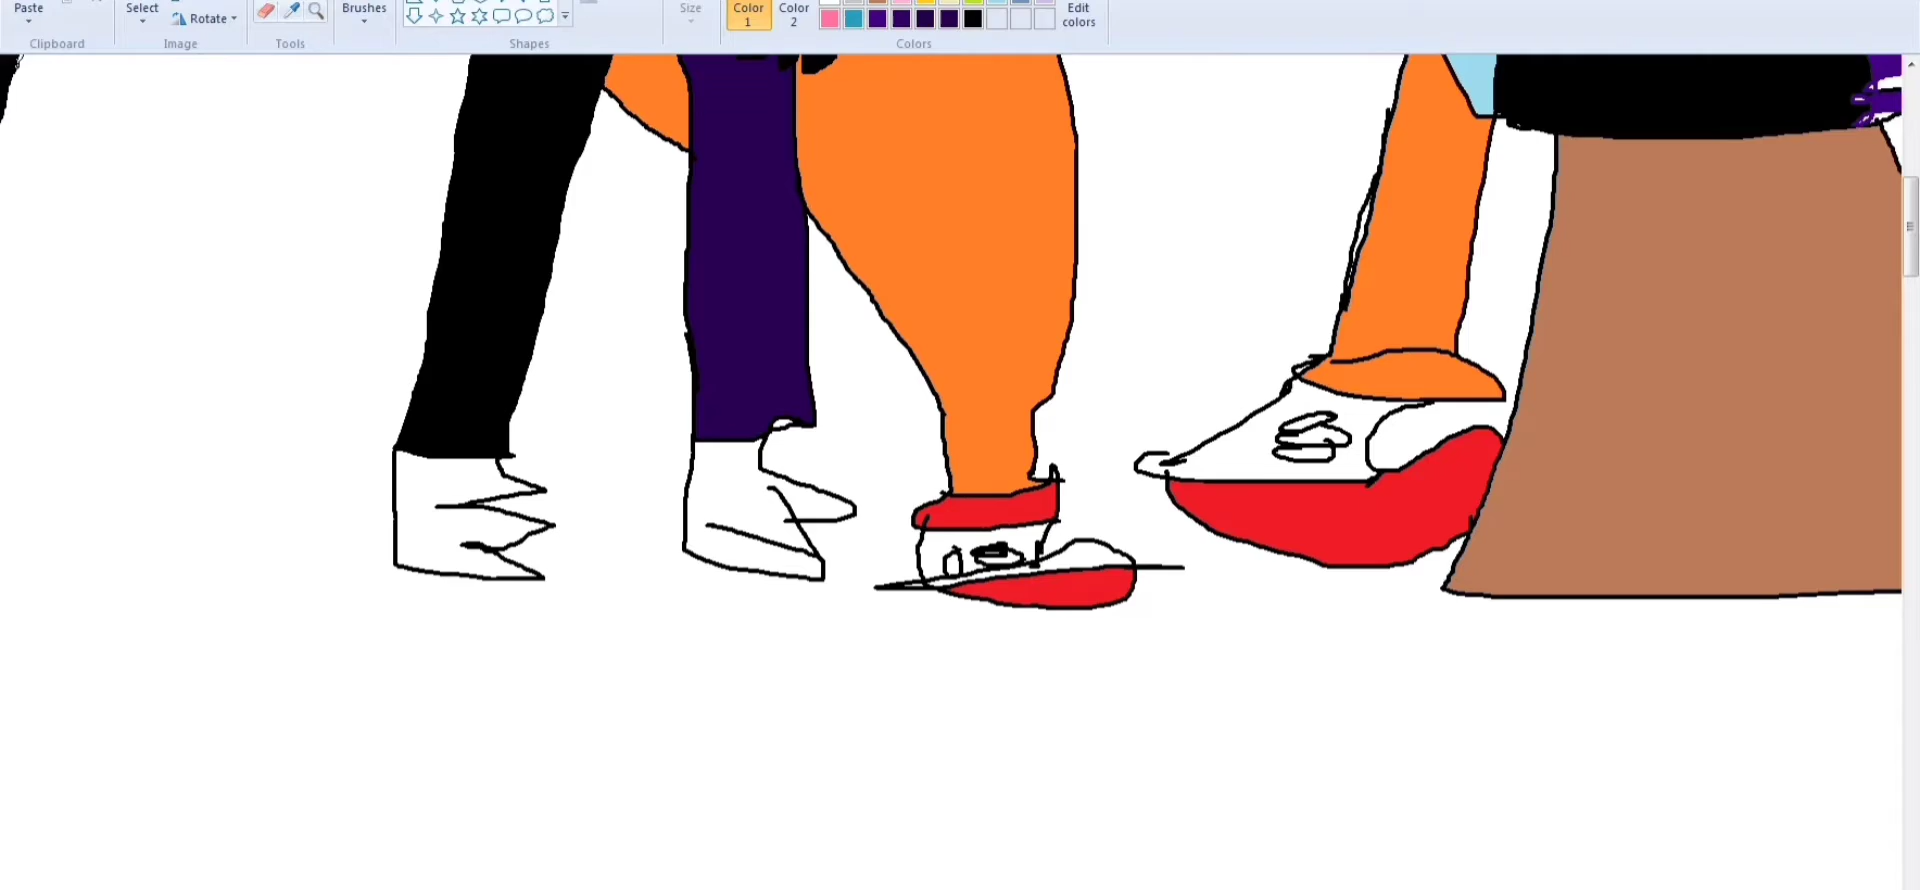 Paste
Select
Rotate
Brushes
Size
Color
1
Color
2
Edit
colors
Clipboard
Image
Tools
Shapes
Colors